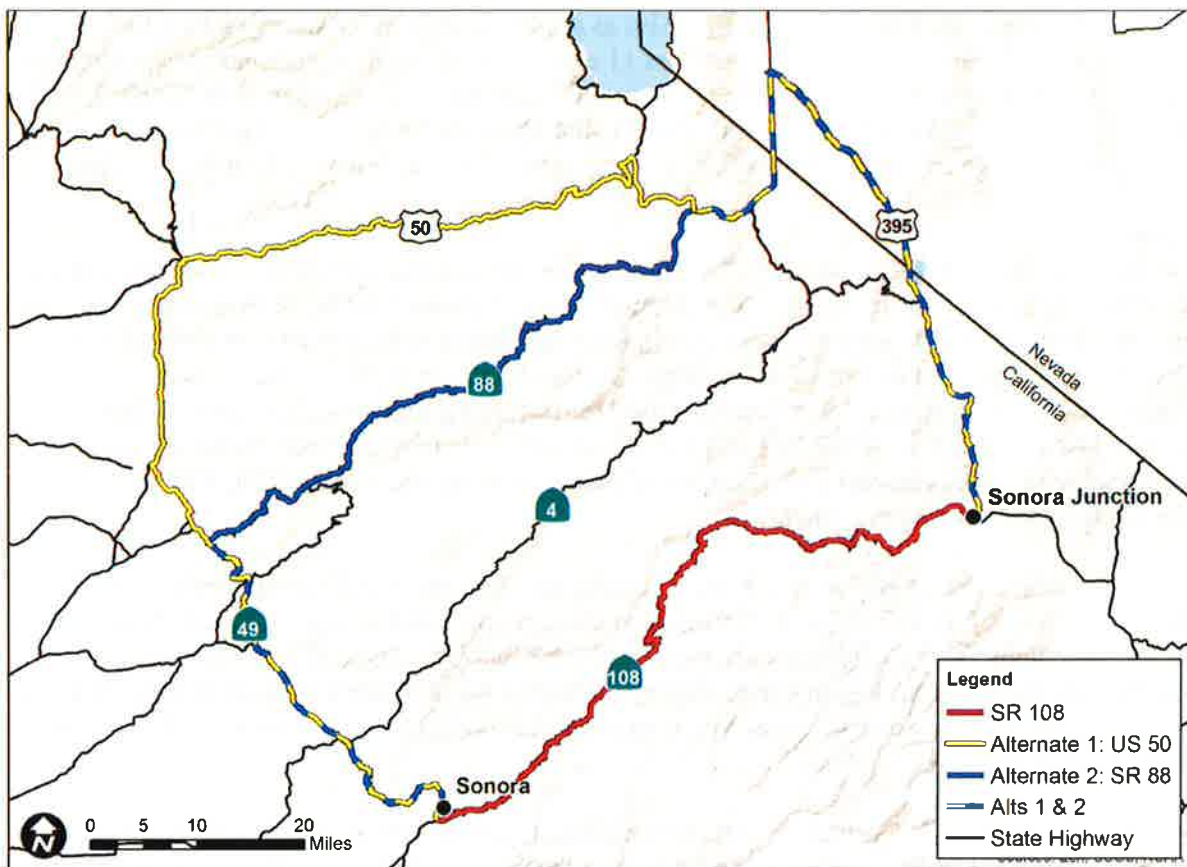 50
395
Nevada
California
88
4
Sonora Junction
49
108
Sonora
N
0 5 10 20
Miles
Legend
SR 108
Alternate 1: US 50
Alternate 2: SR 88
Alts 1 & 2
State Highway